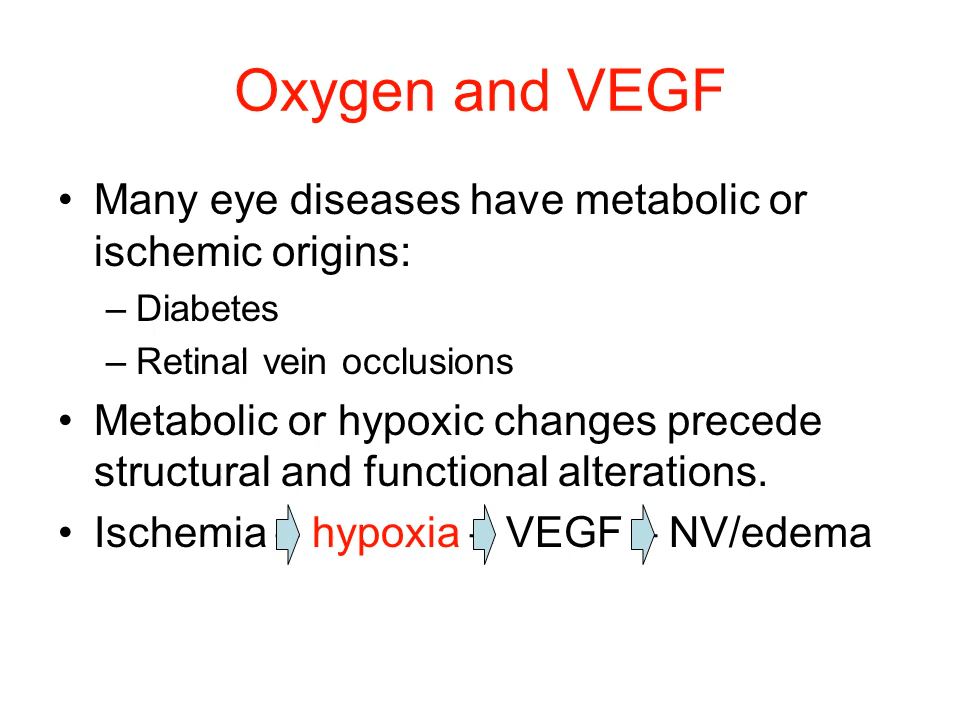 Oxygen and VEGF
• Many eye diseases have metabolic or
ischemic origins:
– Diabetes
– Retinal vein occlusions
• Metabolic or hypoxic changes precede
structural and functional alterations.
• Ischemia - hypoxia - VEGF - NV/edema